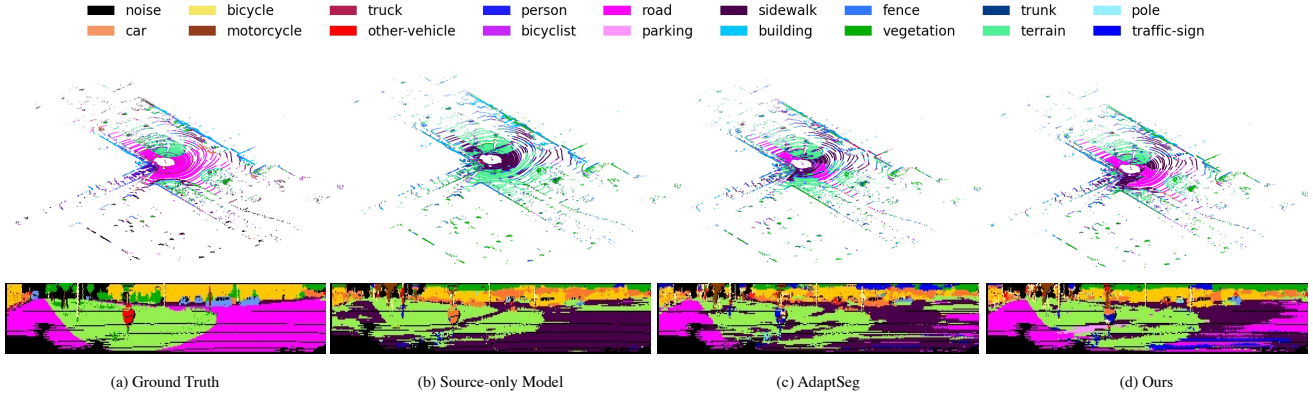 noise bicycle truck person road sidewalk fence trunk pole
car motorcycle other-vehicle bicyclist parking building vegetation terrain traffic-sign
(a) Ground Truth (b) Source-only Model (c) AdaptSeg (d) Ours